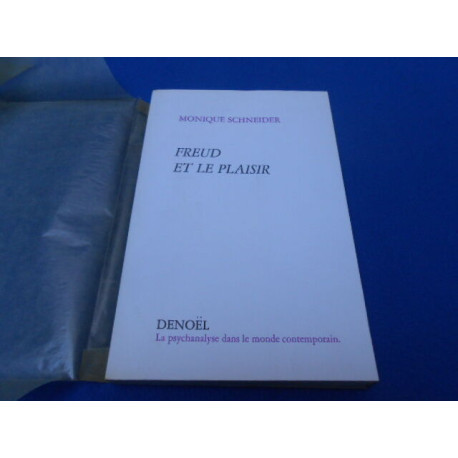 MONIQUE SCHNEIDER
FREUD
ET LE PLAISIR
DENOËL
La psychanalyse dans le monde contemporain.